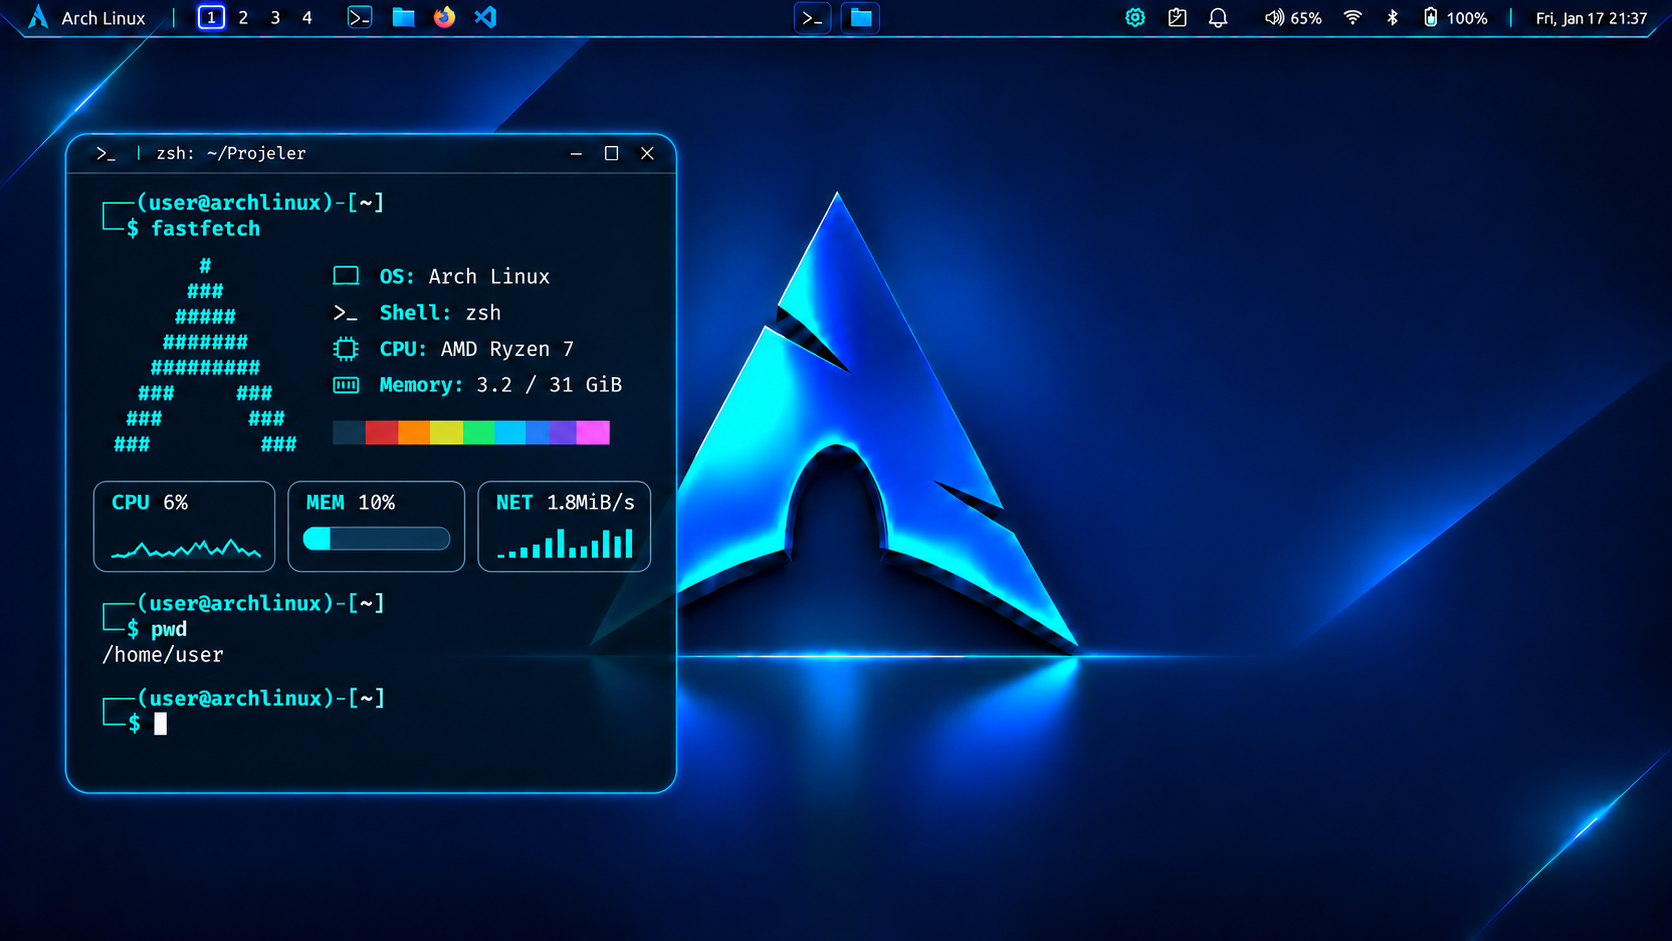 Arch Linux 1 2 3 4 >_ >_ 65% 100% Fri, Jan 17 21:37
>_ | zsh: ~/Projeler
┌──(user@archlinux)-[~]
└─$ fastfetch
#
###
#####
#######
#########
###     ###
###       ###
###         ###
OS: Arch Linux
>_ Shell: zsh
CPU: AMD Ryzen 7
Memory: 3.2 / 31 GiB
CPU 6%
MEM 10%
NET 1.8MiB/s
┌──(user@archlinux)-[~]
└─$ pwd
/home/user
┌──(user@archlinux)-[~]
└─$